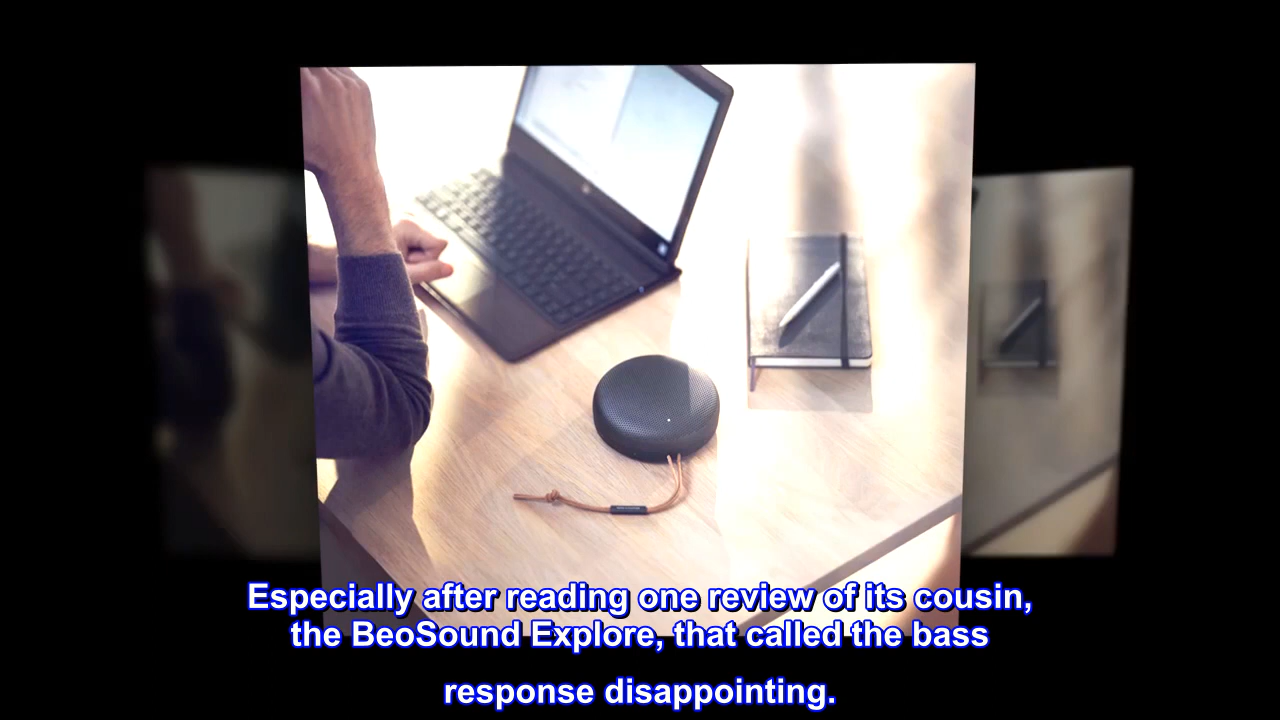 Especially after reading one review of its cousin,
the BeoSound Explore, that called the bass
response disappointing.